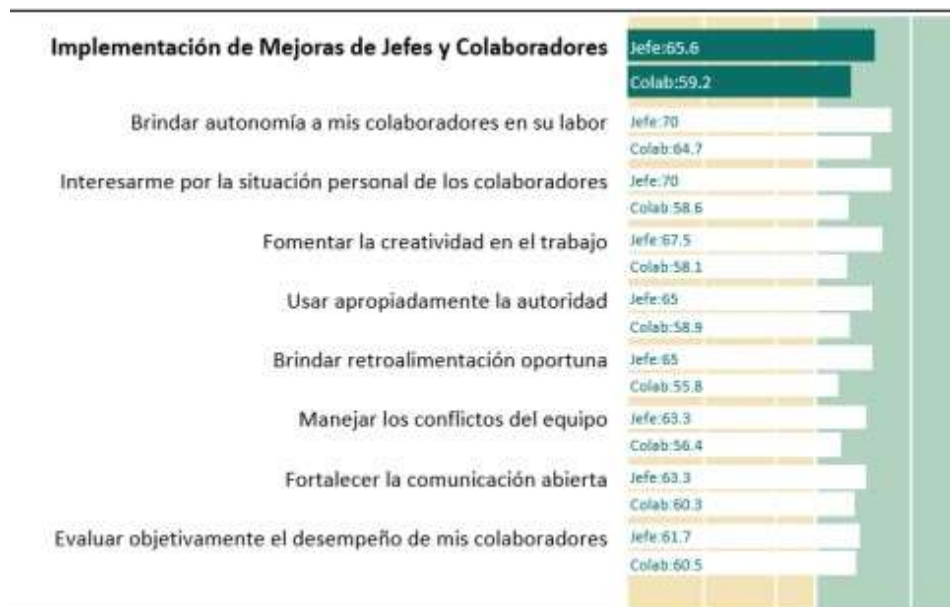 Implementación de Mejoras de Jefes y Colaboradores
Jefe:65.6
Colab:59.2
Brindar autonomía a mis colaboradores en su labor
Jefe:70
Colab:64.7
Interesarme por la situación personal de los colaboradores
Jefe:70
Colab:58.6
Fomentar la creatividad en el trabajo
Jefe:67.5
Colab:58.1
Usar apropiadamente la autoridad
Jefe:65
Colab:58.9
Brindar retroalimentación oportuna
Jefe:65
Colab:55.8
Manejar los conflictos del equipo
Jefe:63.3
Colab:56.4
Fortalecer la comunicación abierta
Jefe:63.3
Colab:60.3
Evaluar objetivamente el desempeño de mis colaboradores
Jefe:61.7
Colab:60.5